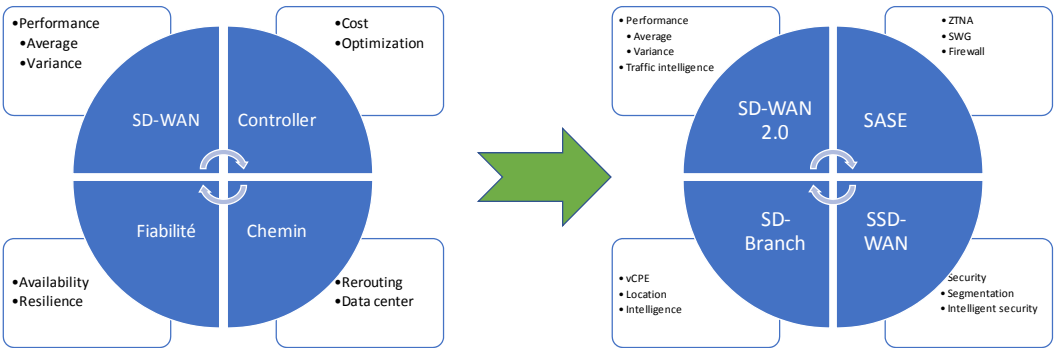 •Performance
•Average
•Variance
•Cost
•Optimization
SD-WAN
Controller
Fiabilité
Chemin
•Availability
•Resilience
•Rerouting
•Data center
• Performance
• Average
• Variance
• Traffic intelligence
• ZTNA
• SWG
• Firewall
SD-WAN
2.0
SASE
SD-
Branch
SSD-
WAN
• vCPE
• Location
• Intelligence
Security
• Segmentation
• Intelligent security